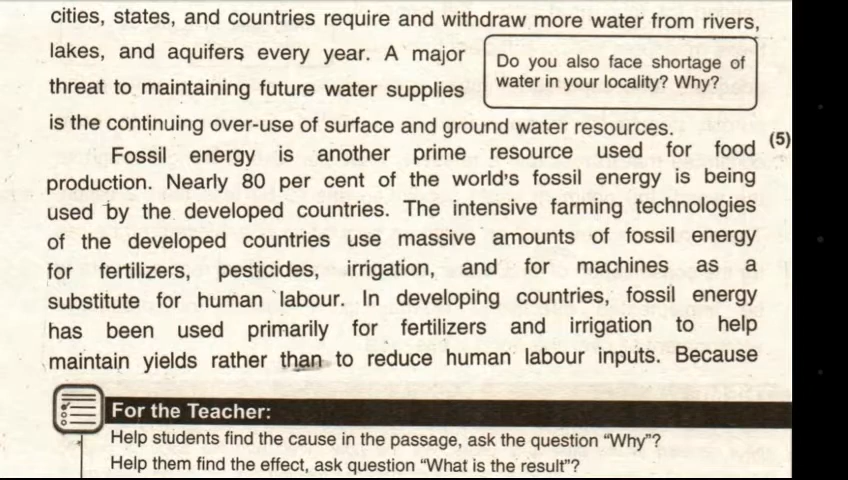 cities, states, and countries require and withdraw more water from rivers,
lakes, and aquifers every year. A major
threat to maintaining future water supplies
Do you also face shortage of
water in your locality? Why?
is the continuing over-use of surface and ground water resources.
Fossil energy is another prime resource used for food (5)
production. Nearly 80 per cent of the world's fossil energy is being
used by the developed countries. The intensive farming technologies
of the developed countries use massive amounts of fossil energy
for fertilizers, pesticides, irrigation, and for machines as a
substitute for human labour. In developing countries, fossil energy
has been used primarily for fertilizers and irrigation to help
maintain yields rather than to reduce human labour inputs. Because
For the Teacher:
Help students find the cause in the passage, ask the question “Why”?
Help them find the effect, ask question “What is the result”?